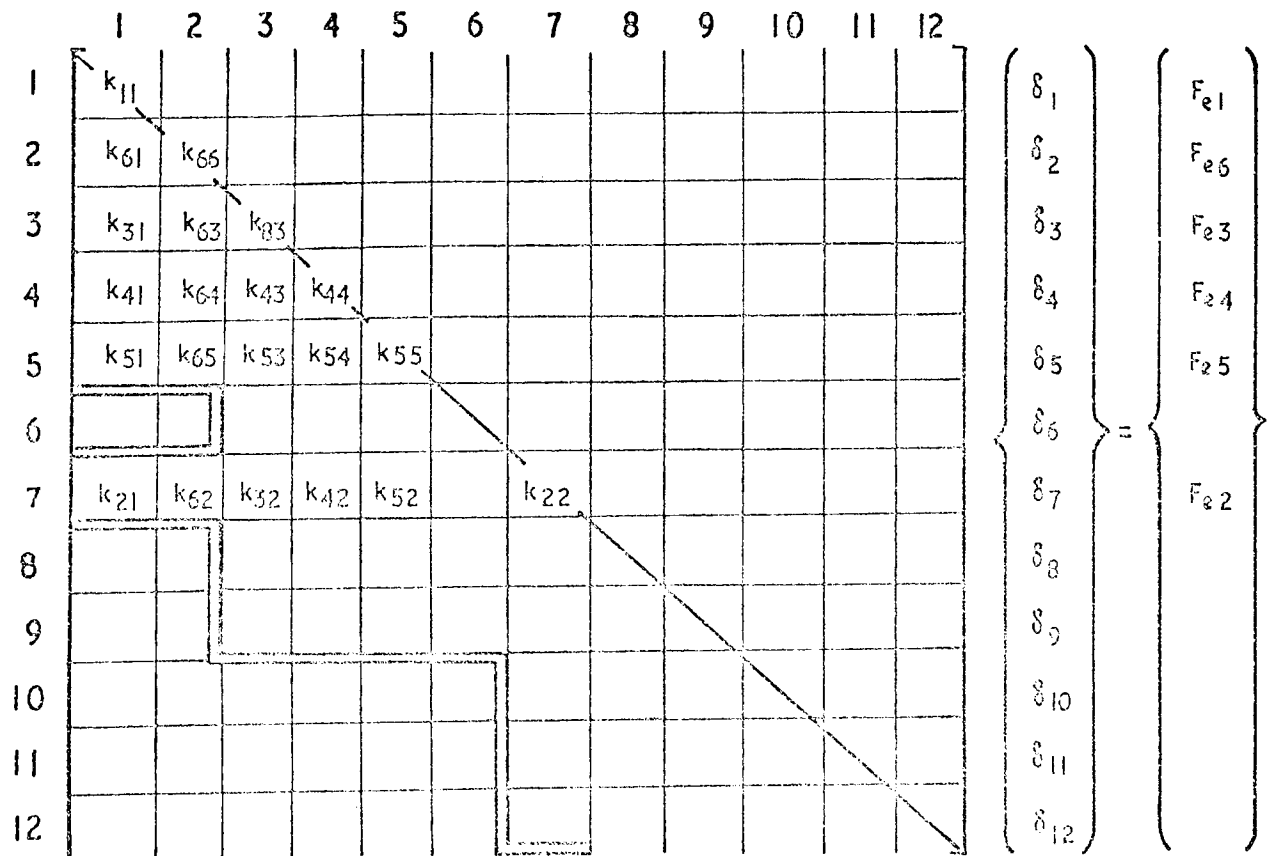 1 2 3 4 5 6 7 8 9 10 11 12
1 k11 δ1 Fe1
2 k61 k66 δ2 Fe6
3 k31 k63 k83 δ3 Fe3
4 k41 k64 k43 k44 δ4 Fe4
5 k51 k65 k53 k54 k55 δ5 Fe5
6 δ6 =
7 k21 k62 k32 k42 k52 k22 δ7 Fe2
8 δ8
9 δ9
10 δ10
11 δ11
12 δ12